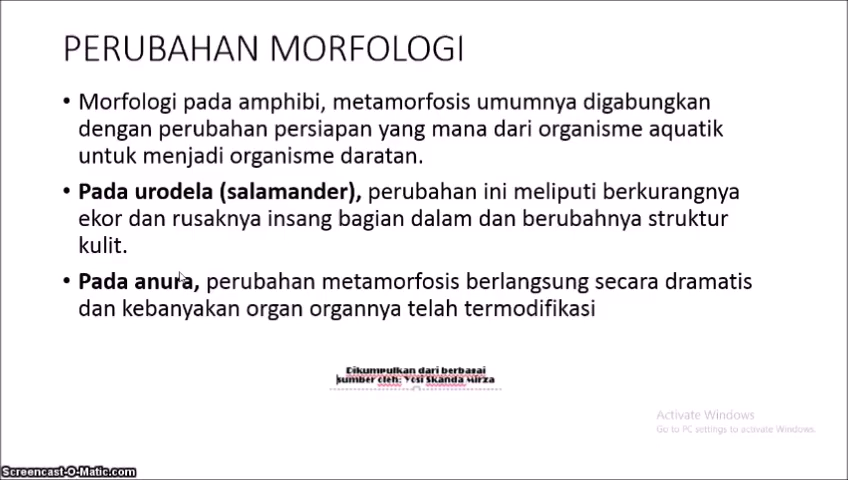 PERUBAHAN MORFOLOGI
• Morfologi pada amphibi, metamorfosis umumnya digabungkan
dengan perubahan persiapan yang mana dari organisme aquatik
untuk menjadi organisme daratan.
• Pada urodela (salamander), perubahan ini meliputi berkurangnya
ekor dan rusaknya insang bagian dalam dan berubahnya struktur
kulit.
• Pada anura, perubahan metamorfosis berlangsung secara dramatis
dan kebanyakan organ organnya telah termodifikasi
Dikumpulkan dari berbagai
sumber oleh: Yosi Skanda Mirza
Activate Windows
Go to PC settings to activate Windows.
Screencast-O-Matic.com